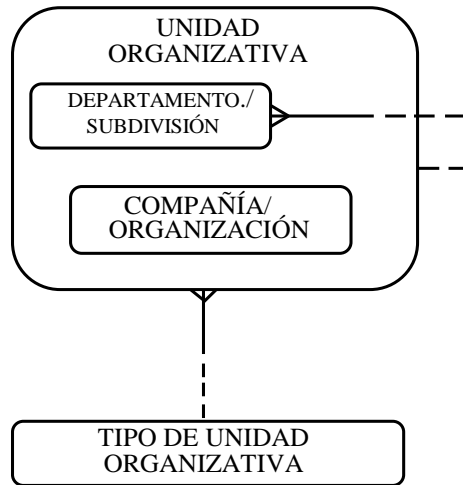 UNIDAD
ORGANIZATIVA
DEPARTAMENTO./
SUBDIVISIÓN
COMPAÑÍA/
ORGANIZACIÓN
TIPO DE UNIDAD
ORGANIZATIVA